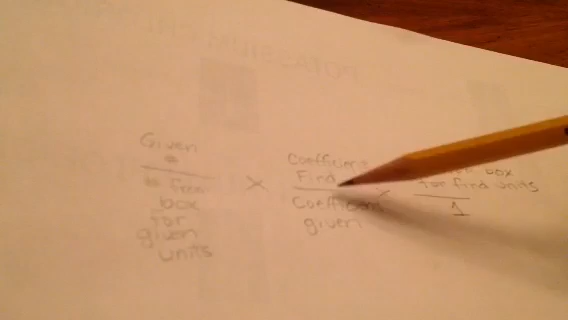 Given
#
# from
box
for
given
units
×
Coefficient
Find
Coefficient
given
×
box
for find units
1